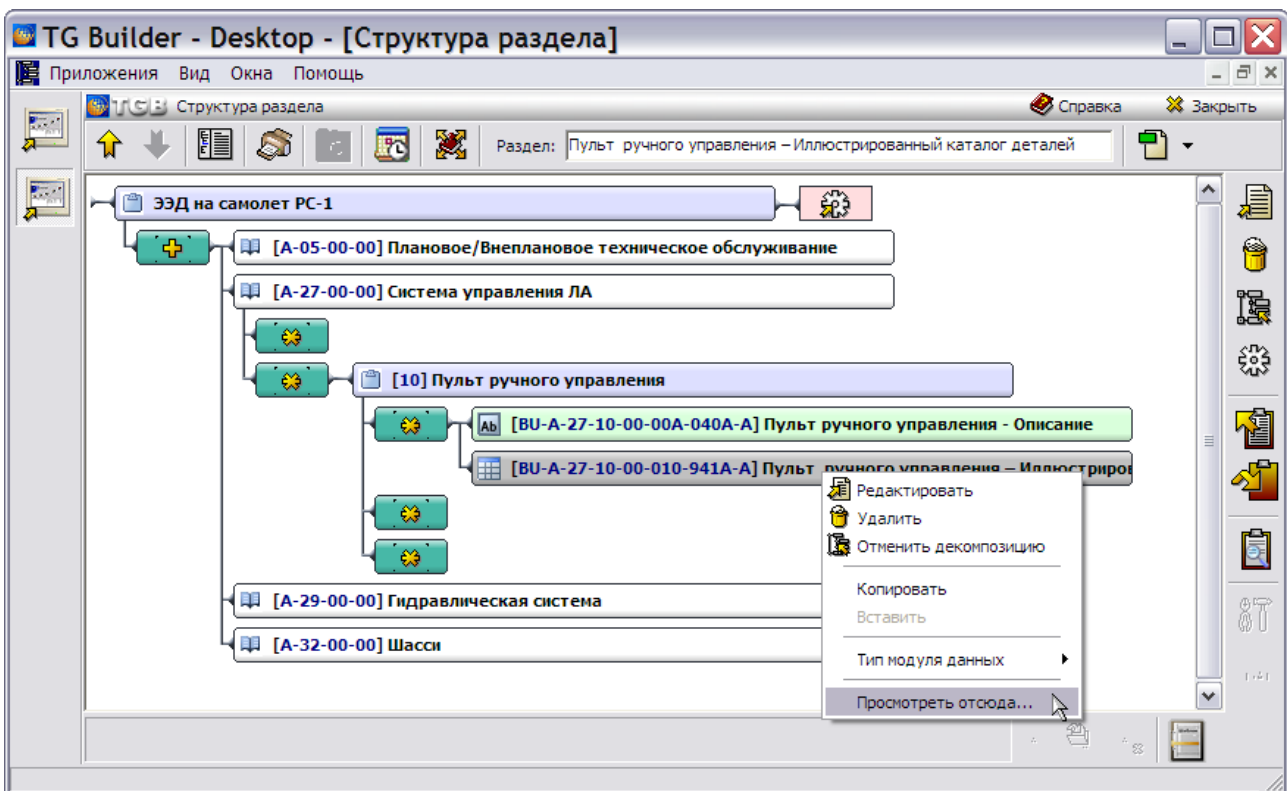 TG Builder - Desktop - [Структура раздела]
Приложения Вид Окна Помощь
TGB Структура раздела Справка Закрыть
Раздел: Пульт ручного управления – Иллюстрированный каталог деталей
ЭЭД на самолет РС-1
[A-05-00-00] Плановое/Внеплановое техническое обслуживание
[A-27-00-00] Система управления ЛА
[10] Пульт ручного управления
Ab [BU-A-27-10-00-00A-040A-A] Пульт ручного управления - Описание
[BU-A-27-10-00-010-941A-A] Пульт ручного управления – Иллюстриров
Редактировать
Удалить
Отменить декомпозицию
Копировать
Вставить
Тип модуля данных
Просмотреть отсюда...
[A-29-00-00] Гидравлическая система
[A-32-00-00] Шасси